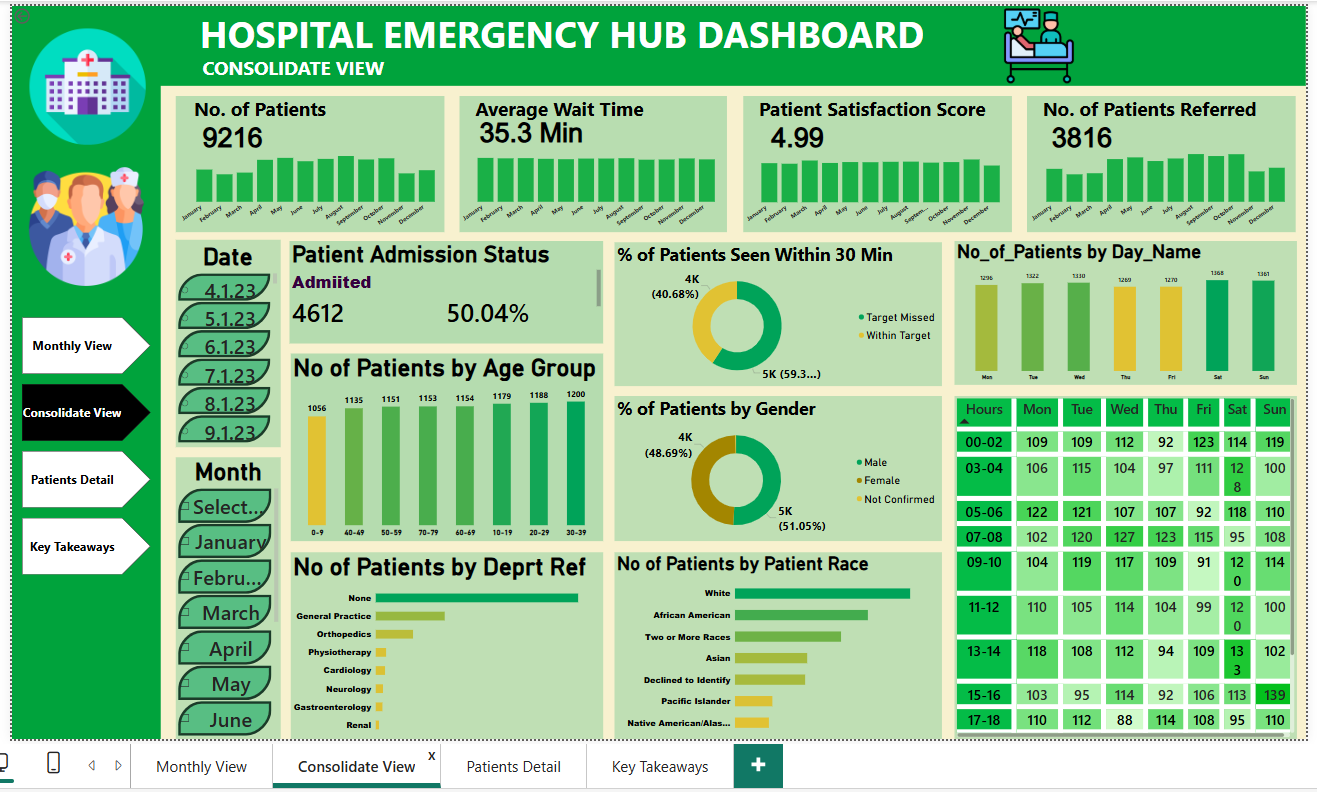 HOSPITAL EMERGENCY HUB DASHBOARD
CONSOLIDATE VIEW
No. of Patients
9216
January February March April May June July August September October November December
Average Wait Time
35.3 Min
January February March April May June July August September October November December
Patient Satisfaction Score
4.99
January February March April May June July August Septem... October November December
No. of Patients Referred
3816
January February March April May June July August September October November December
Monthly View
Consolidate View
Patients Detail
Key Takeaways
Date
4.1.23
5.1.23
6.1.23
7.1.23
8.1.23
9.1.23
Month
Select...
January
Febru...
March
April
May
June
Patient Admission Status
Admiited
4612 50.04%
No of Patients by Age Group
1056 1135 1151 1153 1154 1179 1188 1200
0-9 40-49 50-59 70-79 60-69 10-19 20-29 30-39
No of Patients by Deprt Ref
None
General Practice
Orthopedics
Physiotherapy
Cardiology
Neurology
Gastroenterology
Renal
% of Patients Seen Within 30 Min
4K
(40.68%)
5K (59.3...)
Target Missed
Within Target
% of Patients by Gender
4K
(48.69%)
5K
(51.05%)
Male
Female
Not Confirmed
No of Patients by Patient Race
White
African American
Two or More Races
Asian
Declined to Identify
Pacific Islander
Native American/Alas...
No_of_Patients by Day_Name
1296 1322 1330 1269 1270 1368 1361
Mon Tue Wed Thu Fri Sat Sun
Hours Mon Tue Wed Thu Fri Sat Sun
00-02 109 109 112 92 123 114 119
03-04 106 115 104 97 111 128 100
05-06 122 121 107 107 92 118 110
07-08 102 120 127 123 115 95 108
09-10 104 119 117 109 91 120 114
11-12 110 105 114 104 99 120 100
13-14 118 108 112 94 109 133 102
15-16 103 95 114 92 106 113 139
17-18 110 112 88 114 108 95 110
Monthly View
Consolidate View
X
Patients Detail
Key Takeaways
+